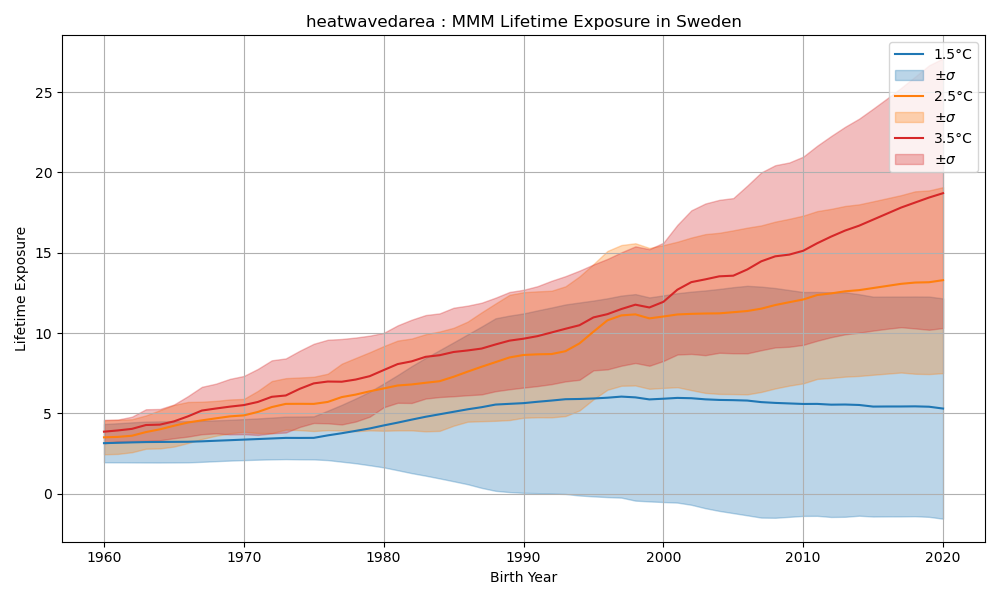 heatwavedarea : MMM Lifetime Exposure in Sweden
1.5°C
±σ
2.5°C
±σ
3.5°C
±σ
25
20
15
10
5
0
Lifetime Exposure
1960 1970 1980 1990 2000 2010 2020
Birth Year